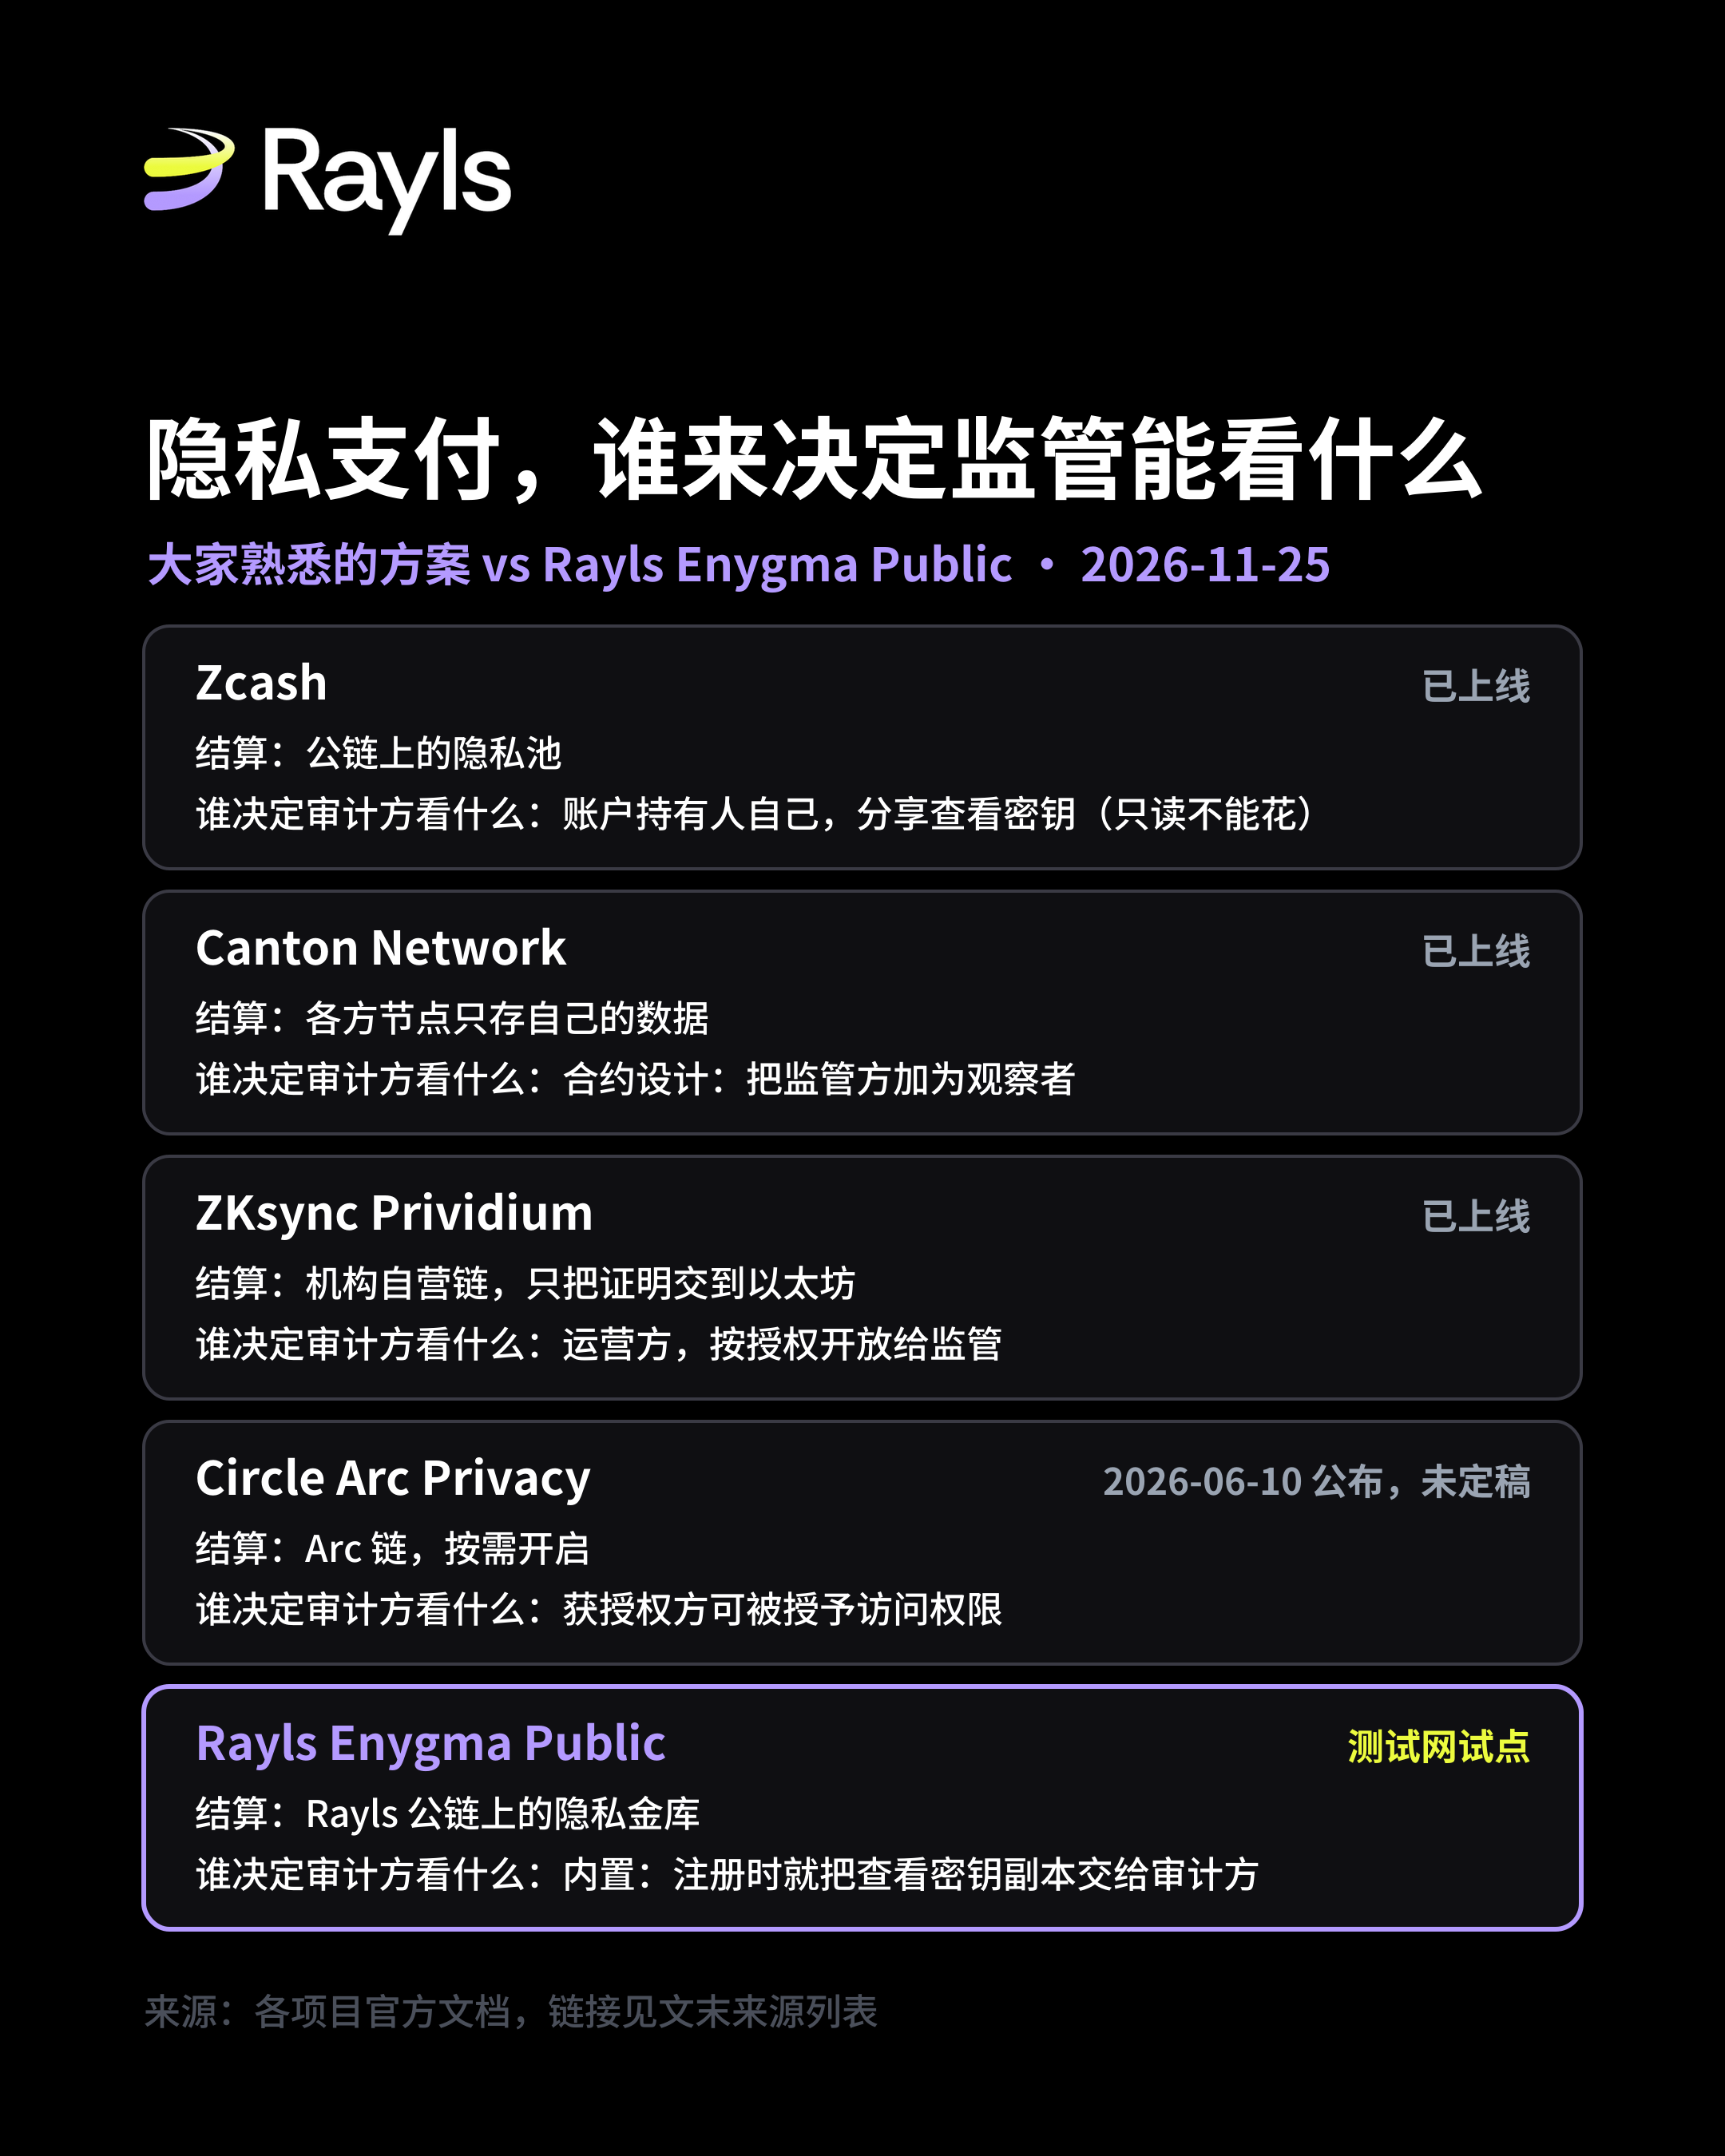 Rayls
隐私支付，谁来决定监管能看什么
大家熟悉的方案 vs Rayls Enygma Public · 2026-11-25
Zcash
已上线
结算：公链上的隐私池
谁决定审计方看什么：账户持有人自己，分享查看密钥（只读不能花）
Canton Network
已上线
结算：各方节点只存自己的数据
谁决定审计方看什么：合约设计：把监管方加为观察者
ZKsync Prividium
已上线
结算：机构自营链，只把证明交到以太坊
谁决定审计方看什么：运营方，按授权开放给监管
Circle Arc Privacy
2026-06-10 公布，未定稿
结算：Arc 链，按需开启
谁决定审计方看什么：获授权方可被授予访问权限
Rayls Enygma Public
测试网试点
结算：Rayls 公链上的隐私金库
谁决定审计方看什么：内置：注册时就把查看密钥副本交给审计方
来源：各项目官方文档，链接见文末来源列表